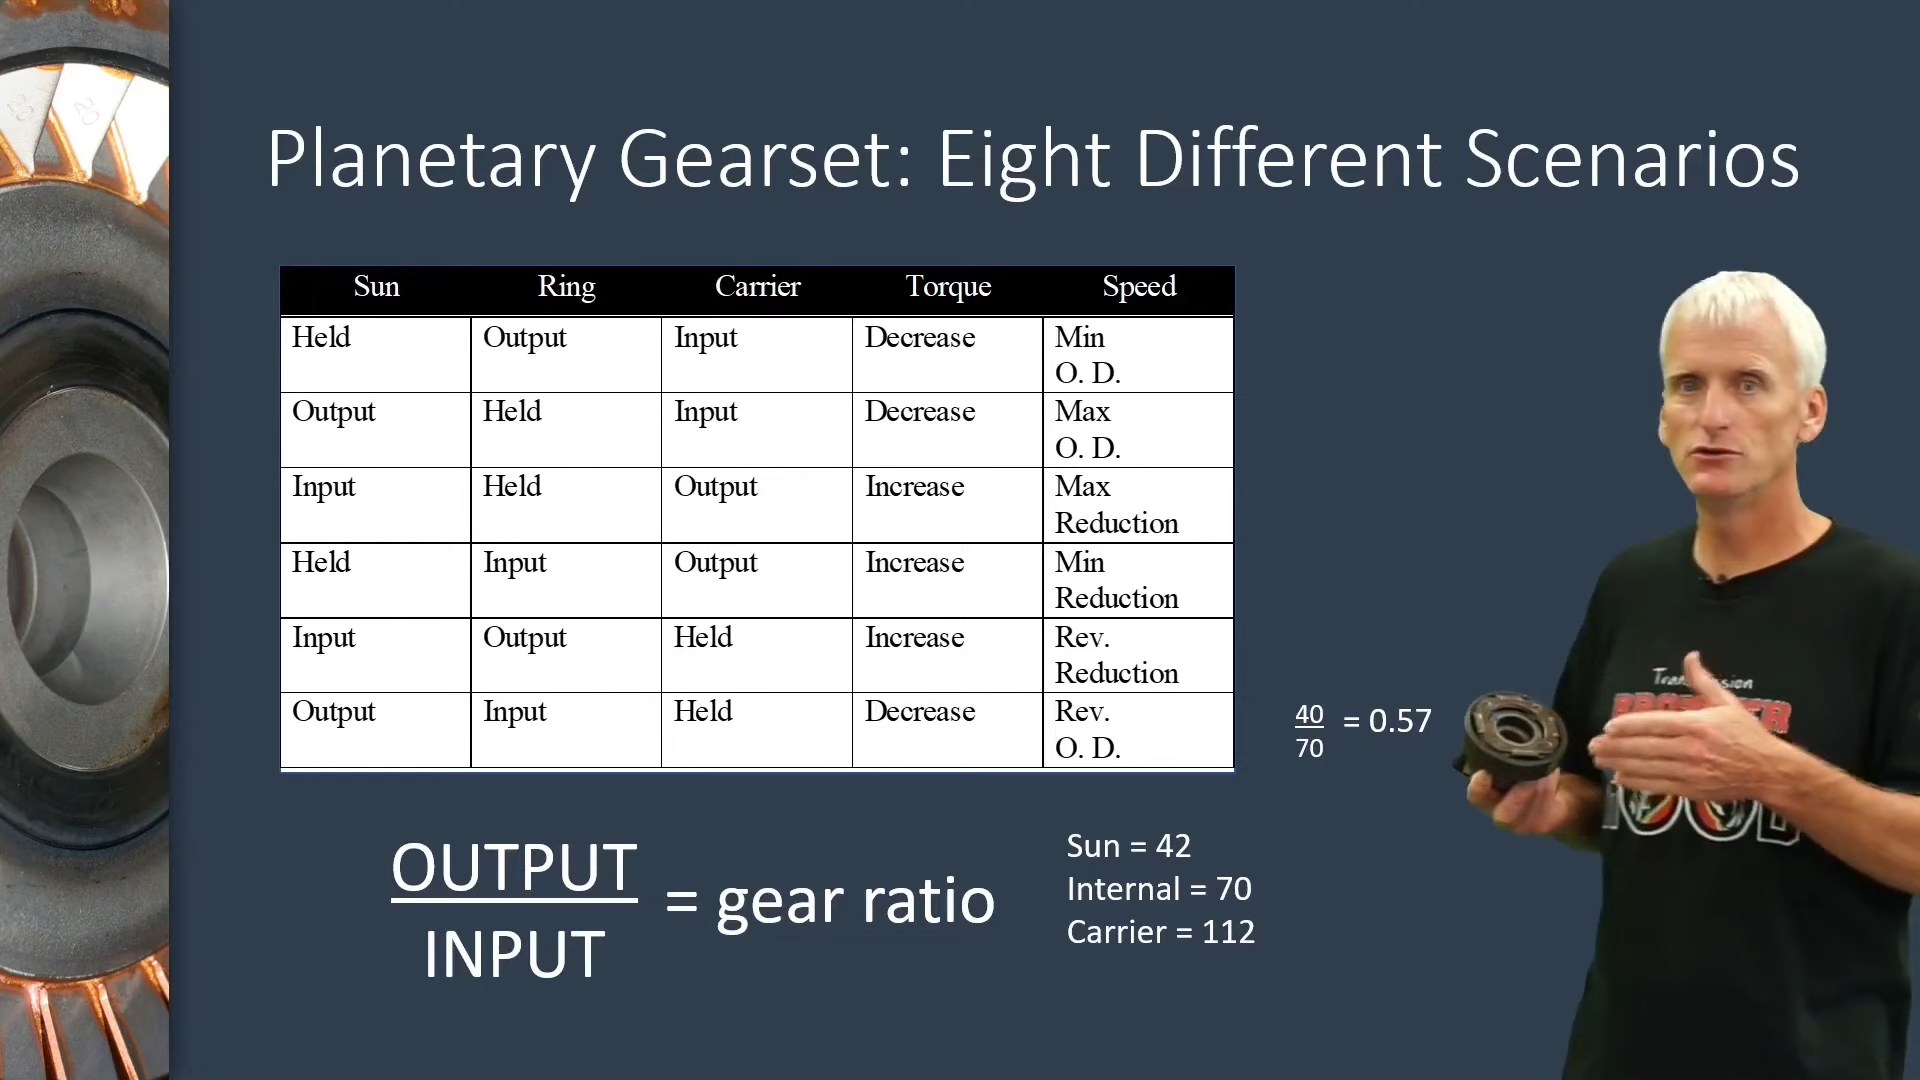 Planetary Gearset: Eight Different Scenarios
Sun Ring Carrier Torque Speed
Held Output Input Decrease Min
O. D.
Output Held Input Decrease Max
O. D.
Input Held Output Increase Max
Reduction
Held Input Output Increase Min
Reduction
Input Output Held Increase Rev.
Reduction
Output Input Held Decrease Rev.
O. D.
40
70
= 0.57
OUTPUT
INPUT
= gear ratio
Sun = 42
Internal = 70
Carrier = 112
20